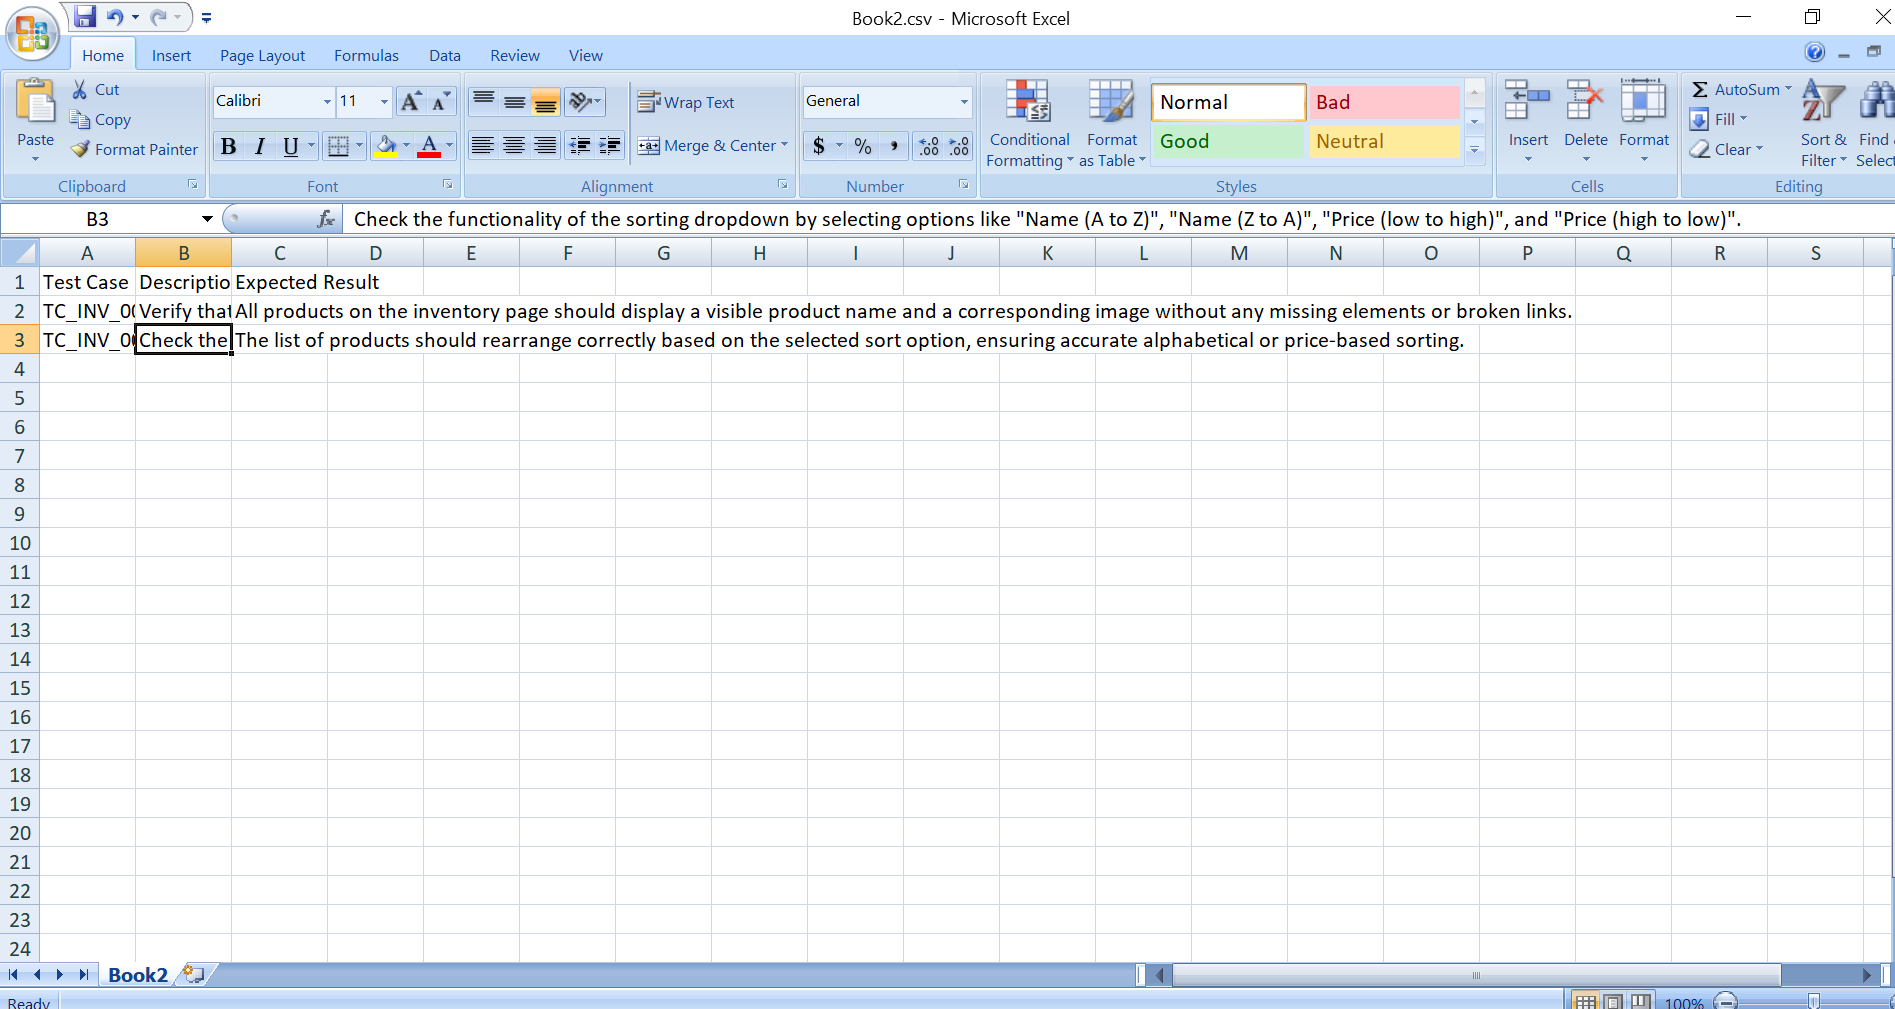 Book2.csv - Microsoft Excel
Home Insert Page Layout Formulas Data Review View
Paste
Cut
Copy
Format Painter
Clipboard
Calibri 11
B I U
Font
Wrap Text
Merge & Center
Alignment
General
$ % ,
Number
Conditional Formatting
Format as Table
Normal Bad
Good Neutral
Styles
Insert Delete Format
Cells
Σ AutoSum
Fill
Clear
Sort & Filter
Find &
Select
Editing
B3 fx Check the functionality of the sorting dropdown by selecting options like "Name (A to Z)", "Name (Z to A)", "Price (low to high)", and "Price (high to low)".
A B C D E F G H I J K L M N O P Q R S
1 Test Case Descriptio Expected Result
2 TC_INV_00 Verify that All products on the inventory page should display a visible product name and a corresponding image without any missing elements or broken links.
3 TC_INV_00 Check the The list of products should rearrange correctly based on the selected sort option, ensuring accurate alphabetical or price-based sorting.
4
5
6
7
8
9
10
11
12
13
14
15
16
17
18
19
20
21
22
23
24
Book2
Ready 100%